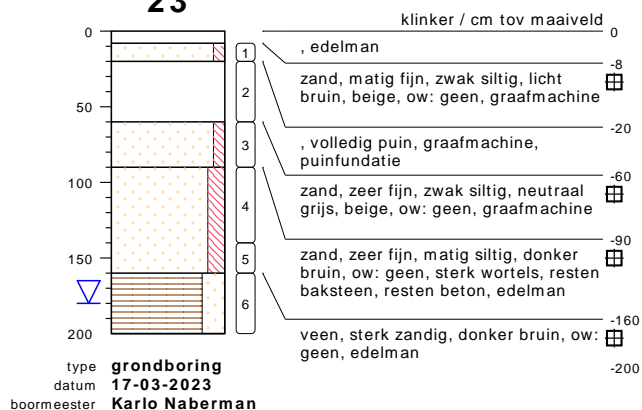 23
klinker / cm tov maaiveld 0
0
, edelman
-8
1
zand, matig fijn, zwak siltig, licht
bruin, beige, ow: geen, graafmachine
50
2
-20
, volledig puin, graafmachine,
puinfundatie
3
-60
zand, zeer fijn, zwak siltig, neutraal
grijs, beige, ow: geen, graafmachine
100
4
-90
zand, zeer fijn, matig siltig, donker
bruin, ow: geen, sterk wortels, resten
baksteen, resten beton, edelman
150
5
-160
6
veen, sterk zandig, donker bruin, ow:
geen, edelman
200
-200
type grondboring
datum 17-03-2023
boormeester Karlo Naberman